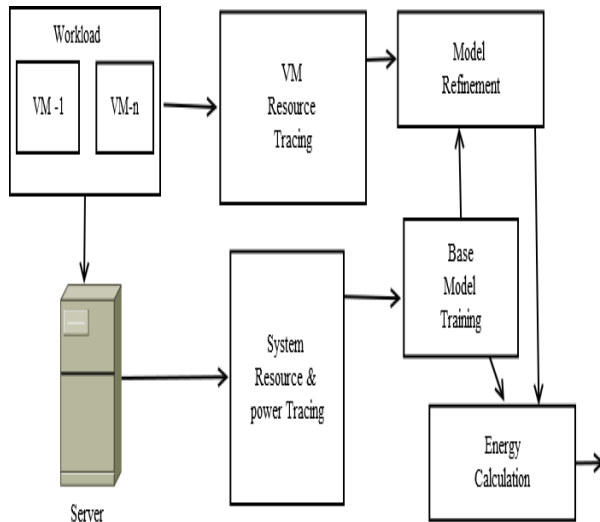 Workload
VM -1
VM-n
VM
Resource
Tracing
Model
Refinement
Base
Model
Training
System
Resource &
power Tracing
Energy
Calculation
Server